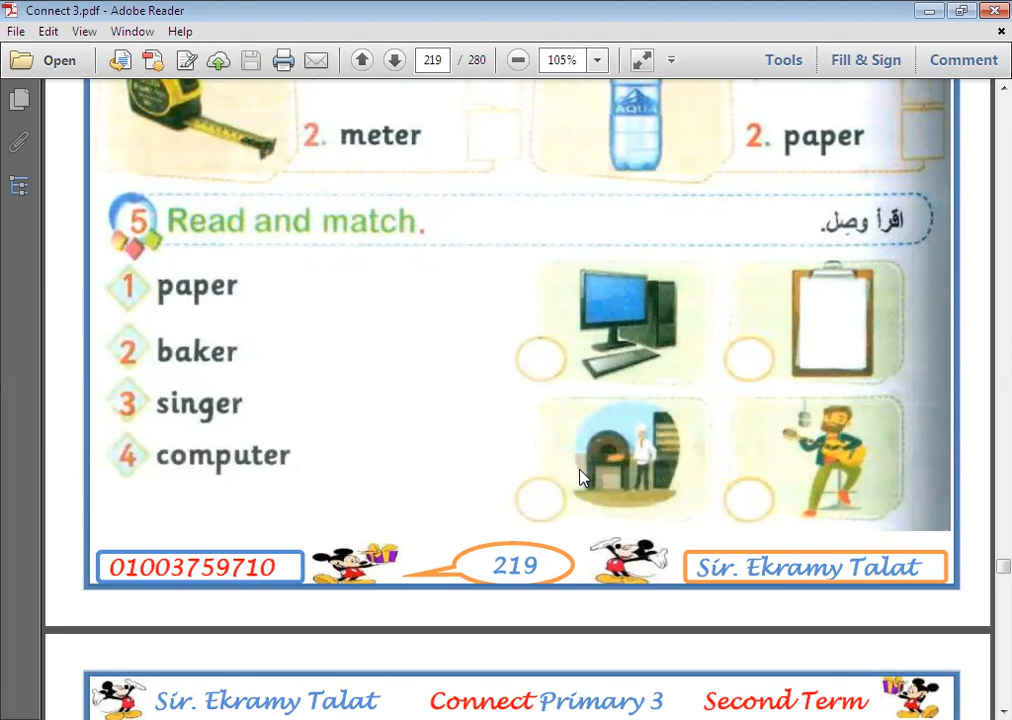 Connect 3.pdf - Adobe Reader
File Edit View Window Help
Open 219 / 280 105% Tools Fill & Sign Comment
AQUA
2. meter
2. paper
5 Read and match. اقرأ وصِل.
1 paper
2 baker
3 singer
4 computer
01003759710 219 Sir. Ekramy Talat
Sir. Ekramy Talat Connect Primary 3 Second Term